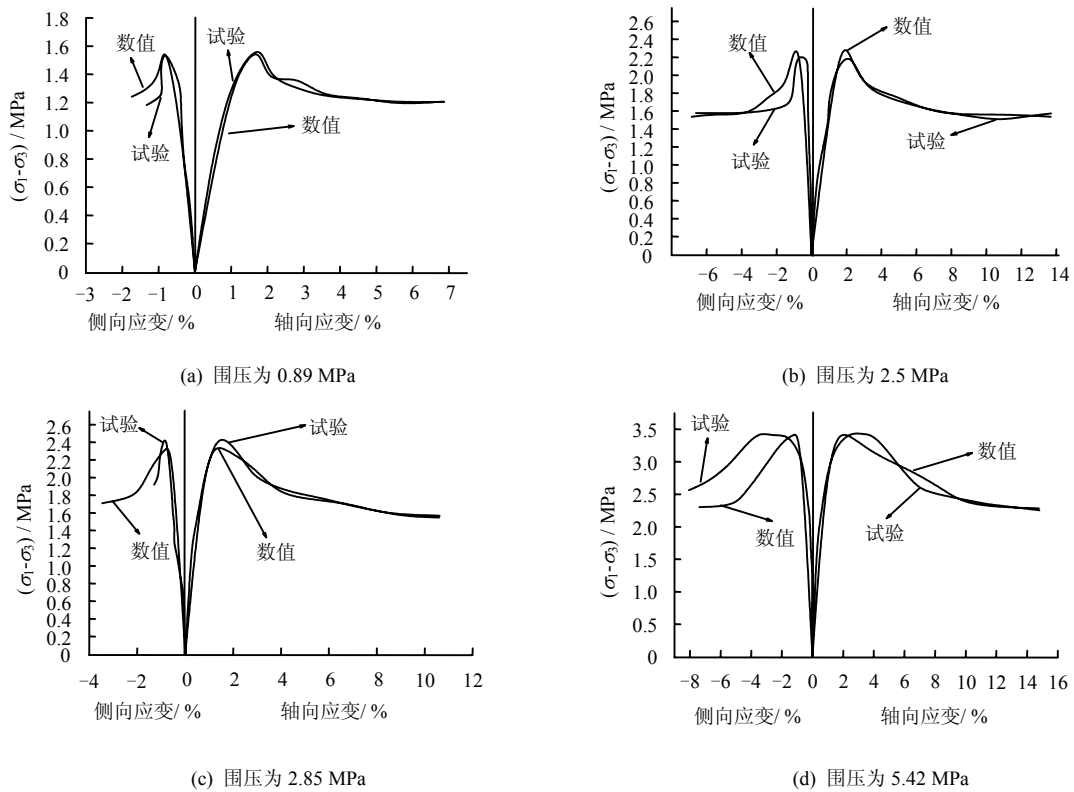 1.8
1.6
1.4
1.2
1.0
0.8
0.6
0.4
0.2
0
(σ1-σ3) / MPa
数值
试验
试验
数值
−3 −2 −1 0 1 2 3 4 5 6 7
侧向应变/ % 轴向应变/ %
(a) 围压为 0.89 MPa
2.6
2.4
2.2
2.0
1.8
1.6
1.4
1.2
1.0
0.8
0.6
0.4
0.2
0
(σ1-σ3) / MPa
数值
数值
试验
试验
−6 −4 −2 0 2 4 6 8 10 12 14
侧向应变/ % 轴向应变/ %
(b) 围压为 2.5 MPa
2.6
2.4
2.2
2.0
1.8
1.6
1.4
1.2
1.0
0.8
0.6
0.4
0.2
0
(σ1-σ3) / MPa
试验
试验
数值
数值
−4 −2 0 2 4 6 8 10 12
侧向应变/ % 轴向应变/ %
(c) 围压为 2.85 MPa
3.5
3.0
2.5
2.0
1.5
1.0
0.5
0
(σ1-σ3) / MPa
试验
数值
数值
试验
−8 −6 −4 −2 0 2 4 6 8 10 12 14 16
侧向应变/ % 轴向应变/ %
(d) 围压为 5.42 MPa